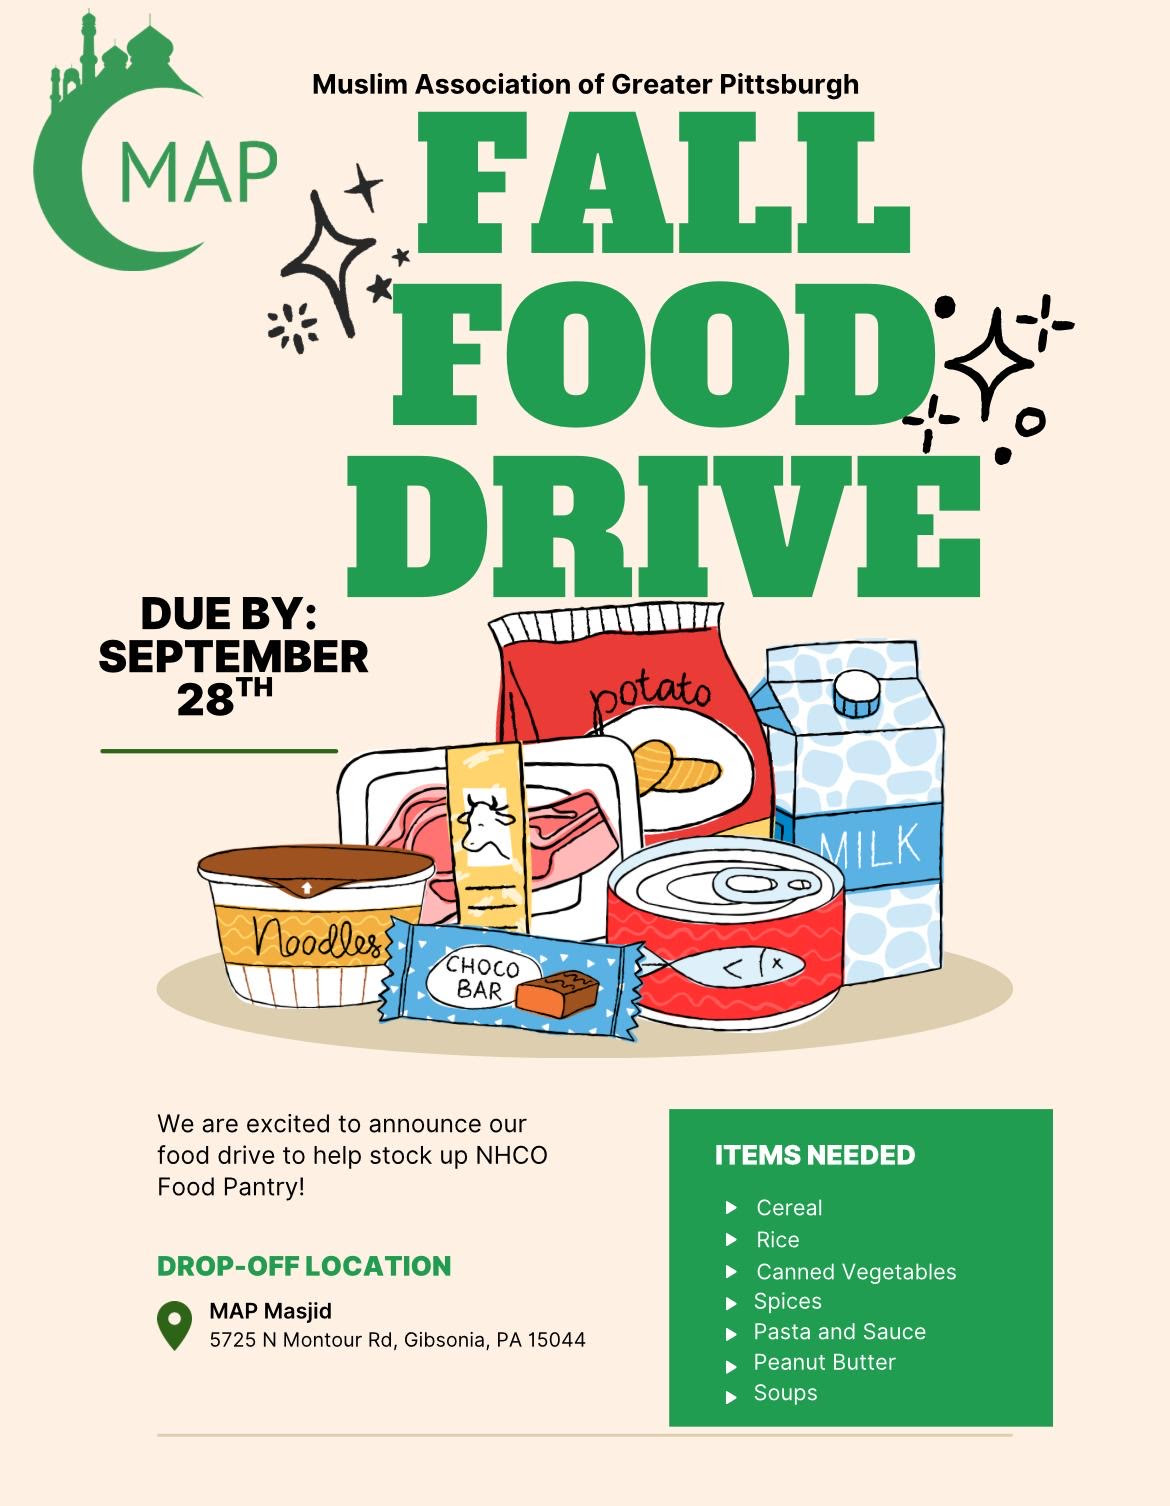 MAP
Muslim Association of Greater Pittsburgh
FALL
FOOD
DRIVE
DUE BY:
SEPTEMBER
28TH
potato
MILK
Noodles
CHOCO
BAR
We are excited to announce our
food drive to help stock up NHCO
Food Pantry!
DROP-OFF LOCATION
MAP Masjid
5725 N Montour Rd, Gibsonia, PA 15044
ITEMS NEEDED
Cereal
Rice
Canned Vegetables
Spices
Pasta and Sauce
Peanut Butter
Soups